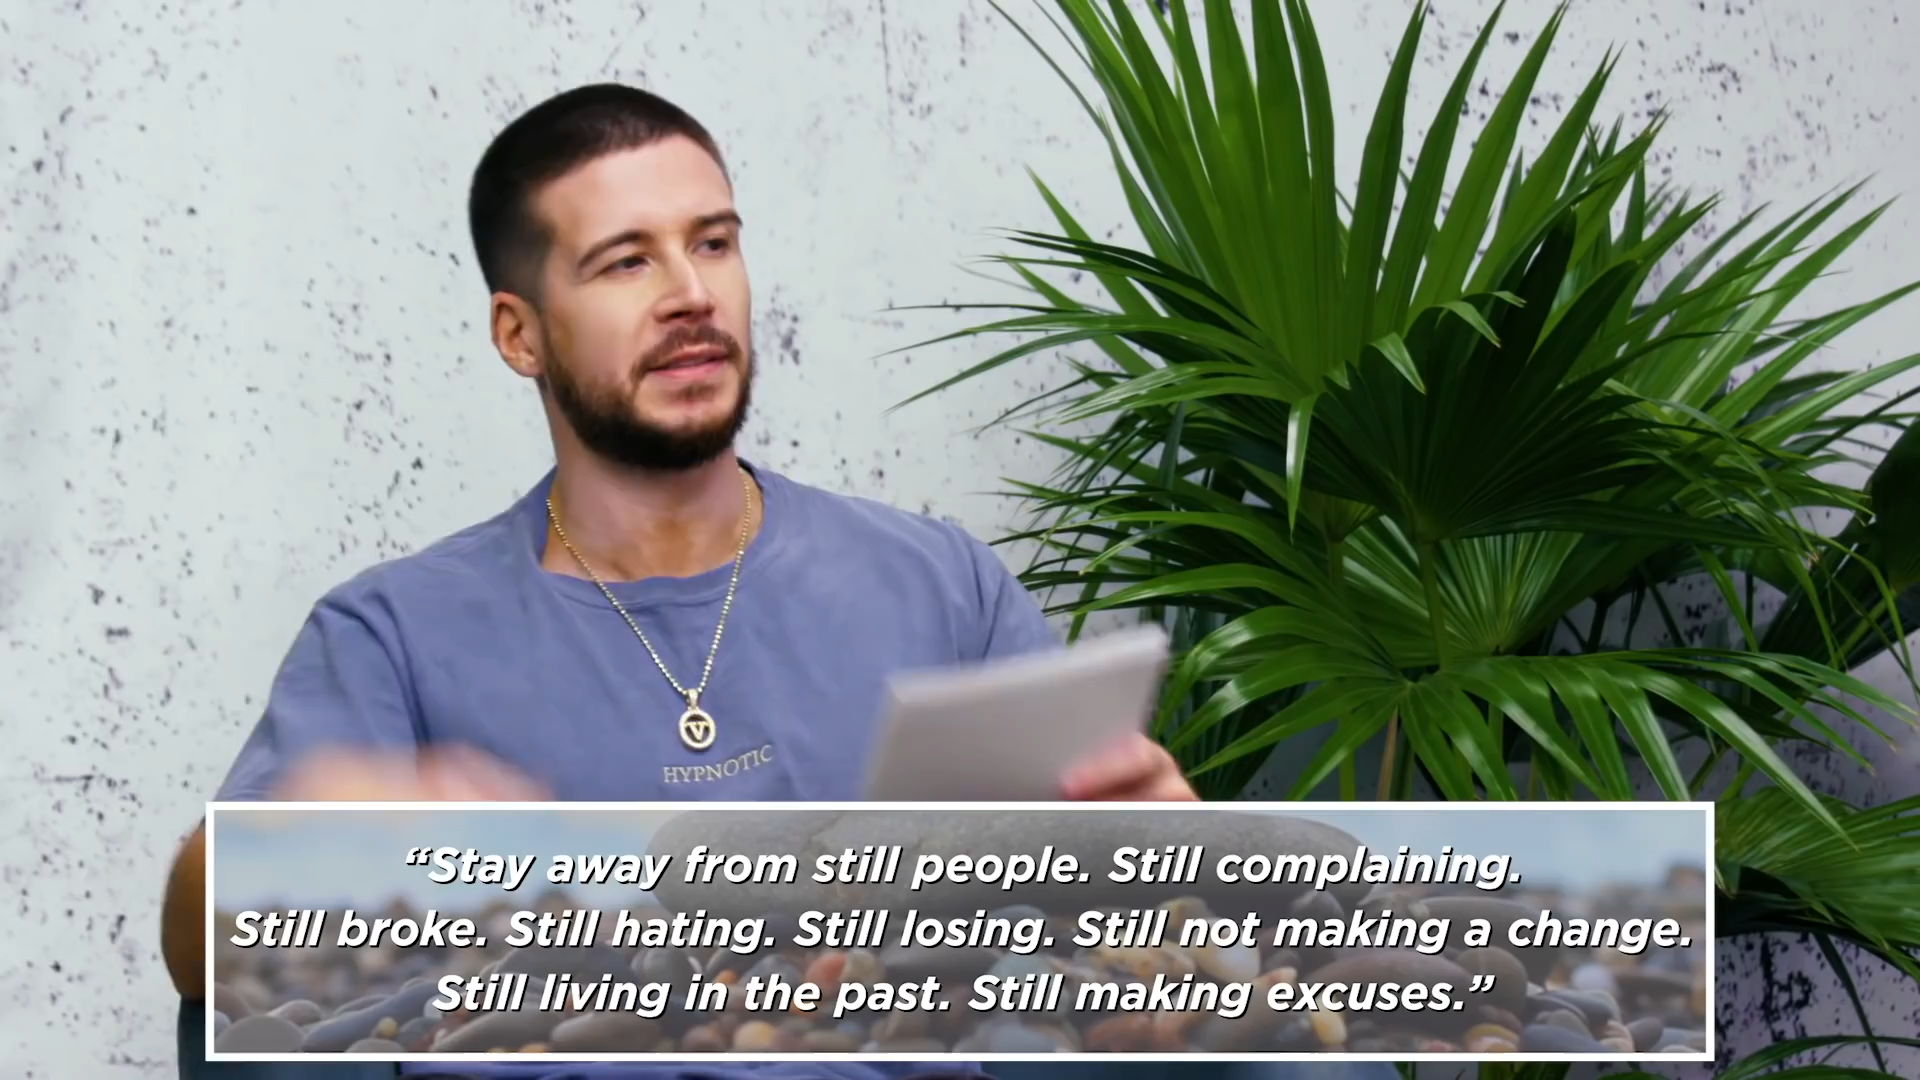 V
HYPNOTIC
“Stay away from still people. Still complaining.
Still broke. Still hating. Still losing. Still not making a change.
Still living in the past. Still making excuses.”